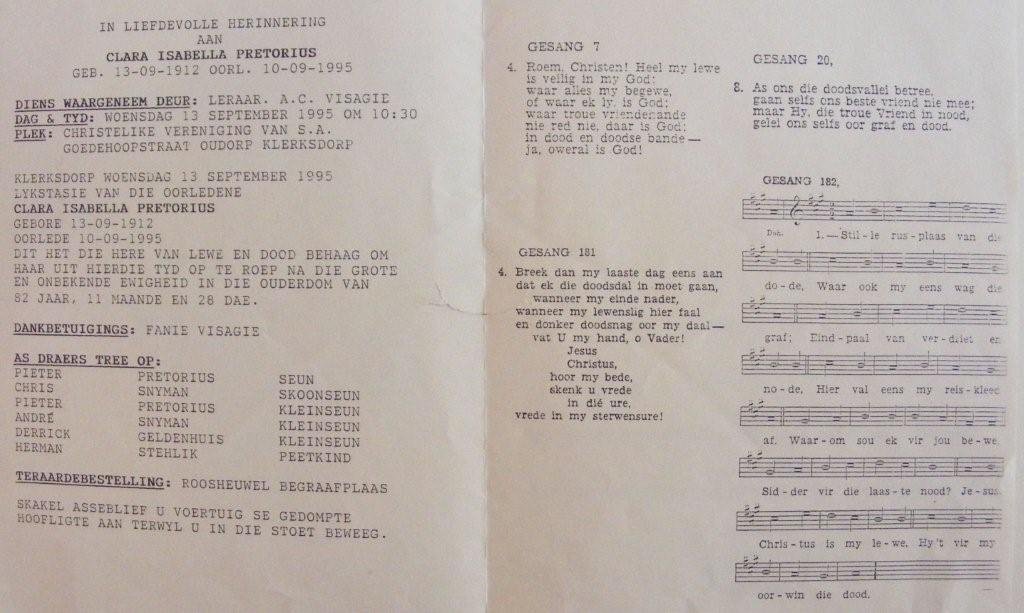 IN LIEFDEVOLLE HERINNERING
AAN
CLARA ISABELLA PRETORIUS
GEB. 13-09-1912 OORL. 10-09-1995
DIENS WAARGENEEM DEUR: LERAAR. A.C. VISAGIE
DAG & TYD: WOENSDAG 13 SEPTEMBER 1995 OM 10:30
PLEK: CHRISTELIKE VERENIGING VAN S.A.
GOEDEHOOPSTRAAT OUDORP KLERKSDORP
KLERKSDORP WOENSDAG 13 SEPTEMBER 1995
LYKSTASIE VAN DIE OORLEDENE
CLARA ISABELLA PRETORIUS
GEBORE 13-09-1912
OORLEDE 10-09-1995
DIT HET DIE HERE VAN LEWE EN DOOD BEHAAG OM
HAAR UIT HIERDIE TYD OP TE ROEP NA DIE GROTE
EN ONBEKENDE EWIGHEID IN DIE OUDERDOM VAN
82 JAAR, 11 MAANDE EN 28 DAE.
DANKBETUIGINGS: FANIE VISAGIE
AS DRAERS TREE OP:
PIETER PRETORIUS SEUN
CHRIS SNYMAN SKOONSEUN
PIETER PRETORIUS KLEINSEUN
ANDRÉ SNYMAN KLEINSEUN
DERRICK GELDENHUIS KLEINSEUN
HERMAN STEHLIK PEETKIND
TERAARDEBESTELLING: ROOSHEUWEL BEGRAAFPLAAS
SKAKEL ASSEBLIEF U VOERTUIG SE GEDOMPTE
HOOFLIGTE AAN TERWYL U IN DIE STOET BEWEEG.
GESANG 7
4. Roem, Christen! Heel my lewe
is veilig in my God:
waar alles my begewe,
of waar ek ly, is God;
waar troue vriendehande
nie red nie, daar is God;
in dood en doodse bande—
ja, oweral is God!
GESANG 181
4. Breek dan my laaste dag eens aan
dat ek die doodsdal in moet gaan,
wanneer my einde nader,
wanneer my lewenslig hier faal
en donker doodsnag oor my daal—
vat U my hand, o Vader!
Jesus
Christus,
hoor my bede,
skenk u vrede
in dié ure,
vrede in my sterwensure!
GESANG 20,
8. As ons die doodsvallei betree,
gaan selfs ons beste vriend nie mee;
maar Hy, die troue Vriend in nood,
gelei ons selfs oor graf en dood.
GESANG 182,
Doh. 1.—Stil-le rus-plaas van die
do-de, Waar ook my eens wag die
graf; Eind-paal van ver-driet en
no-de, Hier val eens my reis-kleed
af. Waar-om sou ek vir jou be-we,
Sid-der vir die laas-te nood? Je-sus
Chris-tus is my le-we, Hy't vir my
oor-win die dood.